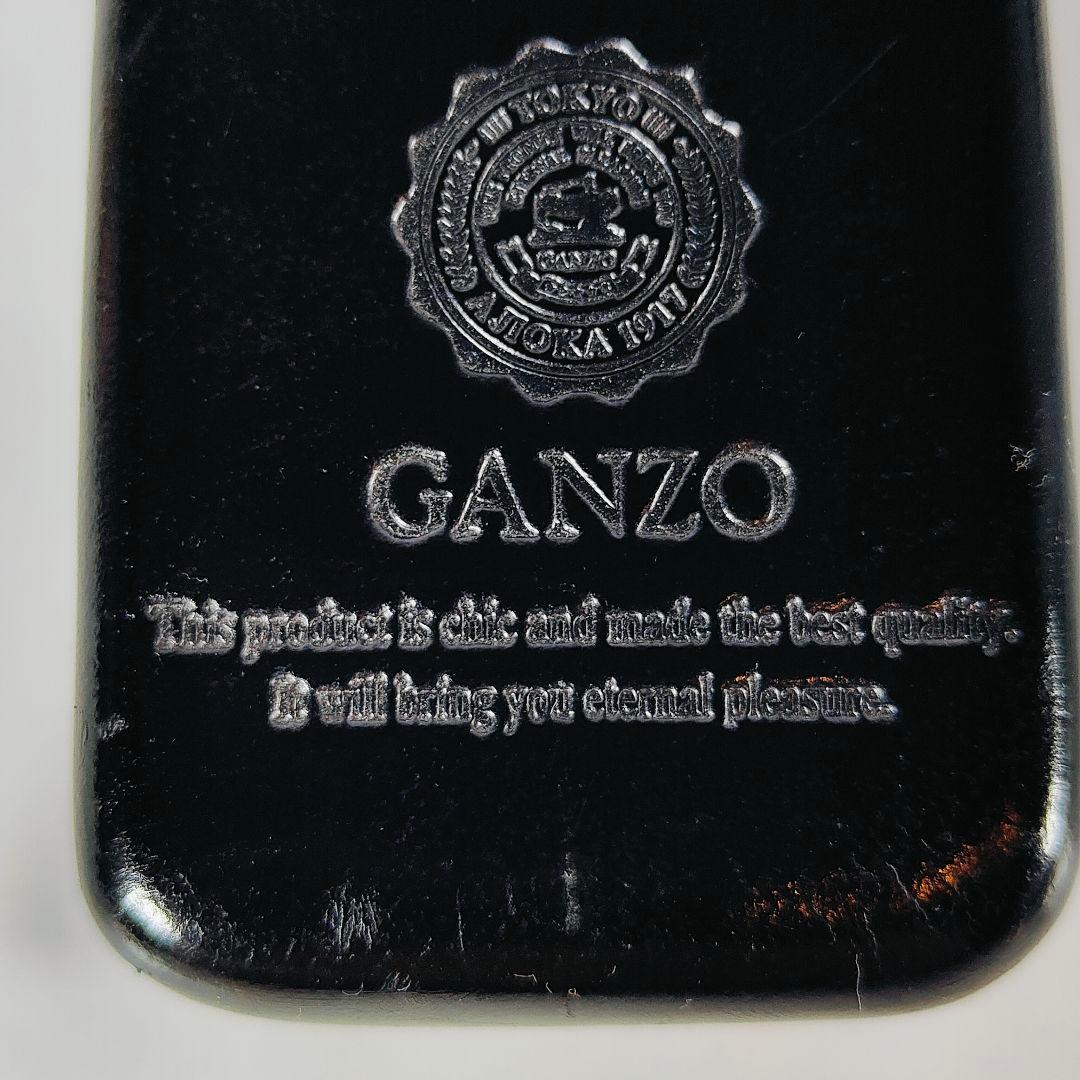 TOKYO
GANZO
AJIOKA 1917
GANZO
This product is chic and made the best quality.
It will bring you eternal pleasure.